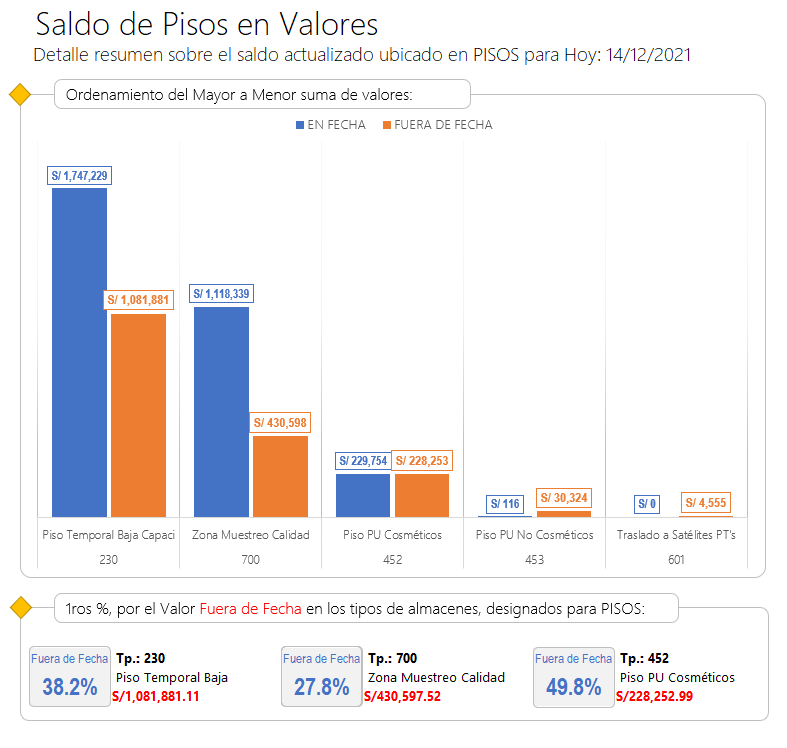 Saldo de Pisos en Valores
Detalle resumen sobre el saldo actualizado ubicado en PISOS para Hoy: 14/12/2021
Ordenamiento del Mayor a Menor suma de valores:
EN FECHA FUERA DE FECHA
S/ 1,747,229
S/ 1,081,881
S/ 1,118,339
S/ 430,598
S/ 229,754
S/ 228,253
S/ 116
S/ 30,324
S/ 0
S/ 4,555
Piso Temporal Baja Capaci Zona Muestreo Calidad Piso PU Cosméticos Piso PU No Cosméticos Traslado a Satélites PT's
230 700 452 453 601
1ros %, por el Valor Fuera de Fecha en los tipos de almacenes, designados para PISOS:
Fuera de Fecha
38.2%
Tp.: 230
Piso Temporal Baja
S/1,081,881.11
Fuera de Fecha
27.8%
Tp.: 700
Zona Muestreo Calidad
S/430,597.52
Fuera de Fecha
49.8%
Tp.: 452
Piso PU Cosméticos
S/228,252.99